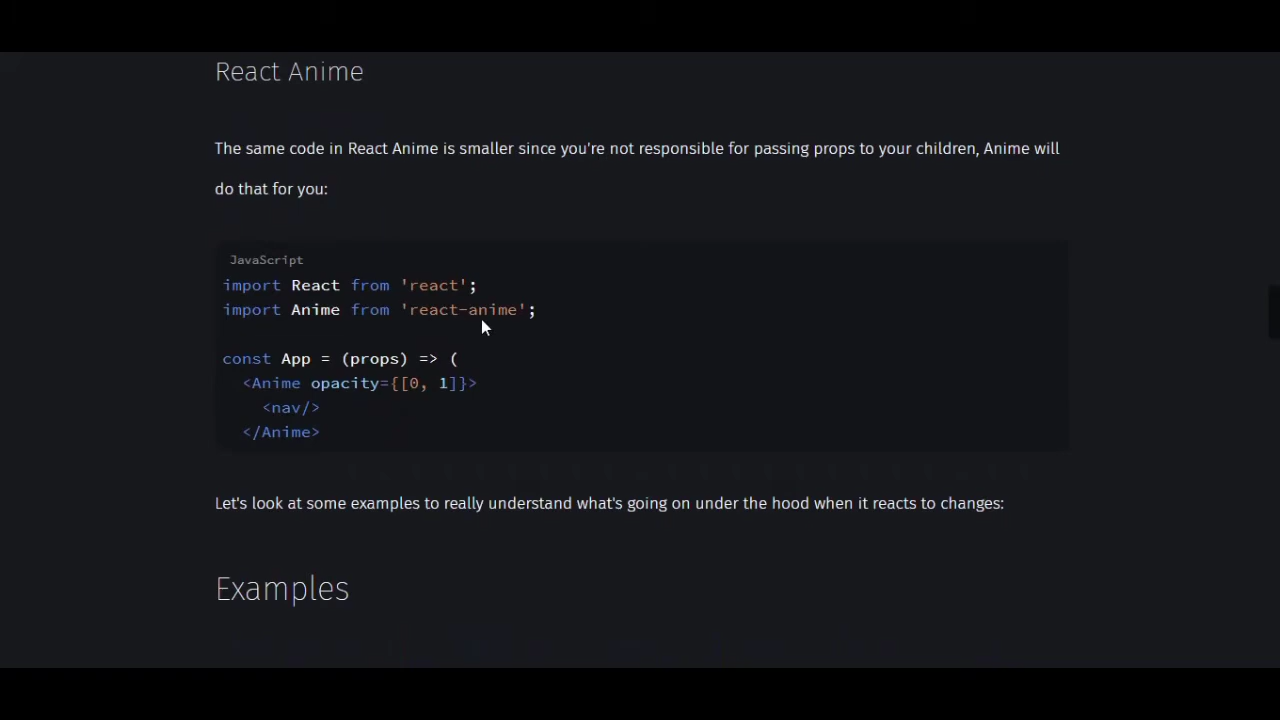 React Anime
The same code in React Anime is smaller since you're not responsible for passing props to your children, Anime will
do that for you:
JavaScript
import React from 'react';
import Anime from 'react-anime';
const App = (props) => (
  <Anime opacity={[0, 1]}>
    <nav/>
  </Anime>
Let's look at some examples to really understand what's going on under the hood when it reacts to changes:
Examples